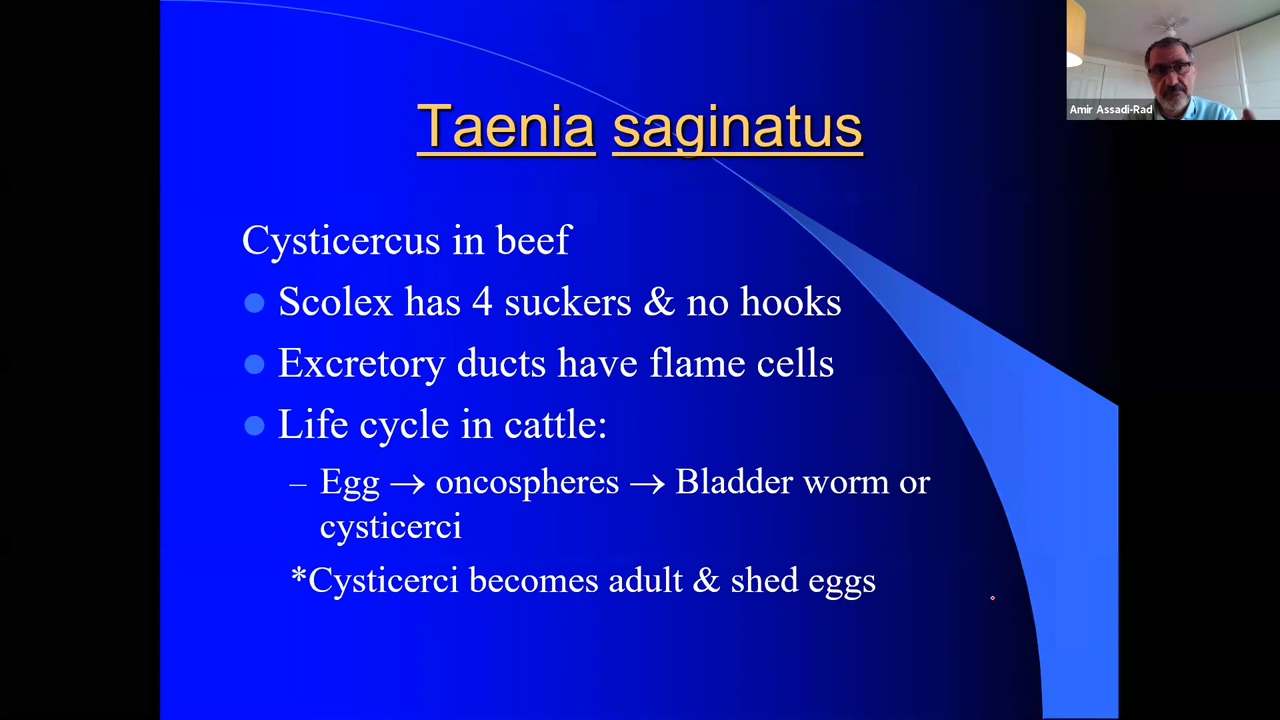 Taenia saginatus
Amir Assadi-Rad
Cysticercus in beef
Scolex has 4 suckers & no hooks
Excretory ducts have flame cells
Life cycle in cattle:
– Egg → oncospheres → Bladder worm or
cysticerci
*Cysticerci becomes adult & shed eggs